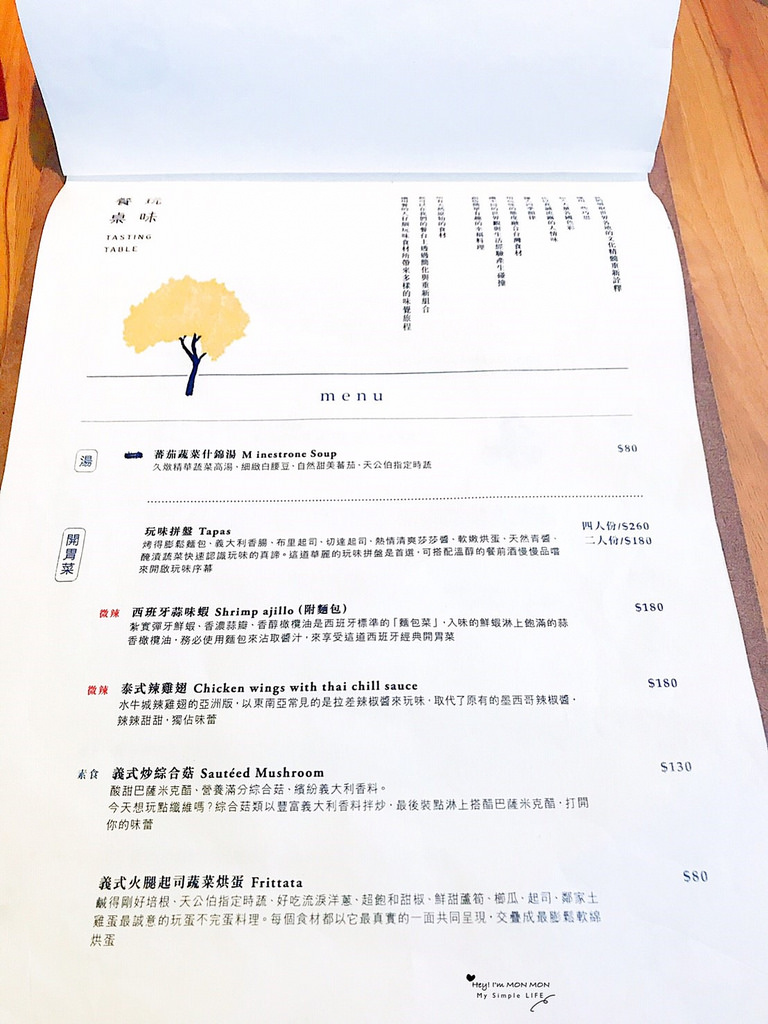 玩味
餐桌
TASTING
TABLE
味覺旅程
menu
湯
蕃茄蔬菜什錦湯 M inestrone Soup
$80
久燉精華蔬菜高湯、細緻白腰豆、自然甜美蕃茄、天公伯指定時蔬
開胃菜
玩味拼盤 Tapas
四人份/$260
二人份/$180
烤得膨鬆麵包、義大利香腸、布里起司、切達起司、熱情清爽莎莎醬、軟嫩烘蛋、天然青醬、
醃漬蔬菜快速認識玩味的真諦。這道華麗的玩味拼盤是首選，可搭配溫醇的餐前酒慢慢品嚐
來開啟玩味序幕
微辣 西班牙蒜味蝦 Shrimp ajillo (附麵包)
$180
紮實彈牙鮮蝦、香濃蒜瓣，香醇橄欖油是西班牙標準的「麵包菜」，入味的鮮蝦淋上飽滿的蒜
香橄欖油，務必使用麵包來沾取醬汁，來享受這道西班牙經典開胃菜
微辣 泰式辣雞翅 Chicken wings with thai chill sauce
$180
水牛城辣雞翅的亞洲版，以東南亞常見的是拉差辣椒醬來玩味，取代了原有的墨西哥辣椒醬，
辣辣甜甜，獨佔味蕾
素食 義式炒綜合菇 Sautéed Mushroom
$130
酸甜巴薩米克醋、營養滿分綜合菇、繽紛義大利香料。
今天想玩點纖維嗎？綜合菇類以豐富義大利香料拌炒，最後裝點淋上搭醋巴薩米克醋，打開
你的味蕾
義式火腿起司蔬菜烘蛋 Frittata
$80
鹹得剛好培根、天公伯指定時蔬、好吃流淚洋蔥、超飽和甜椒、鮮甜蘆筍、櫛瓜、起司、鄰家土
雞蛋最誠意的玩蛋不完蛋料理。每個食材都以它最真實的一面共同呈現，交疊成最膨鬆軟綿
烘蛋
Hey! I'm MON MON
My Simple LIFE